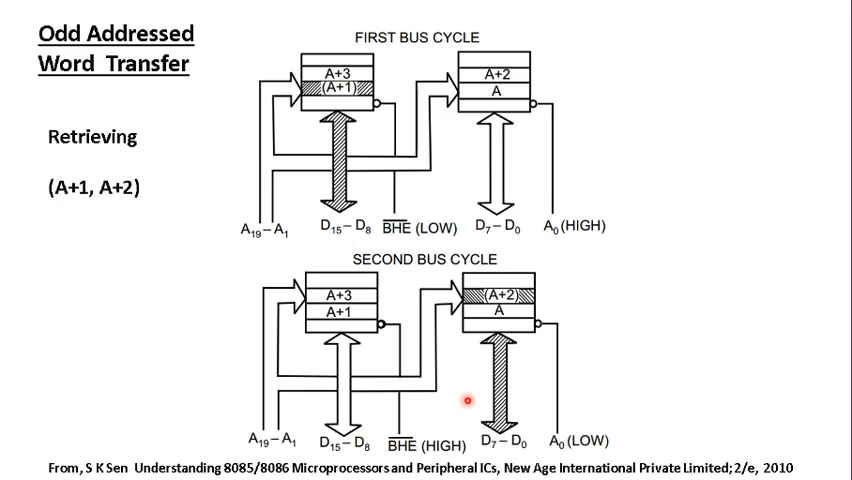 Odd Addressed
Word Transfer
Retrieving
(A+1, A+2)
FIRST BUS CYCLE
A+3
(A+1)
A+2
A
A₁₉–A₁
D₁₅–D₈
B̅H̅E̅ (LOW)
D₇–D₀
A₀ (HIGH)
SECOND BUS CYCLE
A+3
A+1
(A+2)
A
A₁₉–A₁
D₁₅–D₈
B̅H̅E̅ (HIGH)
D₇–D₀
A₀ (LOW)
From, S K Sen Understanding 8085/8086 Microprocessors and Peripheral ICs, New Age International Private Limited; 2/e, 2010